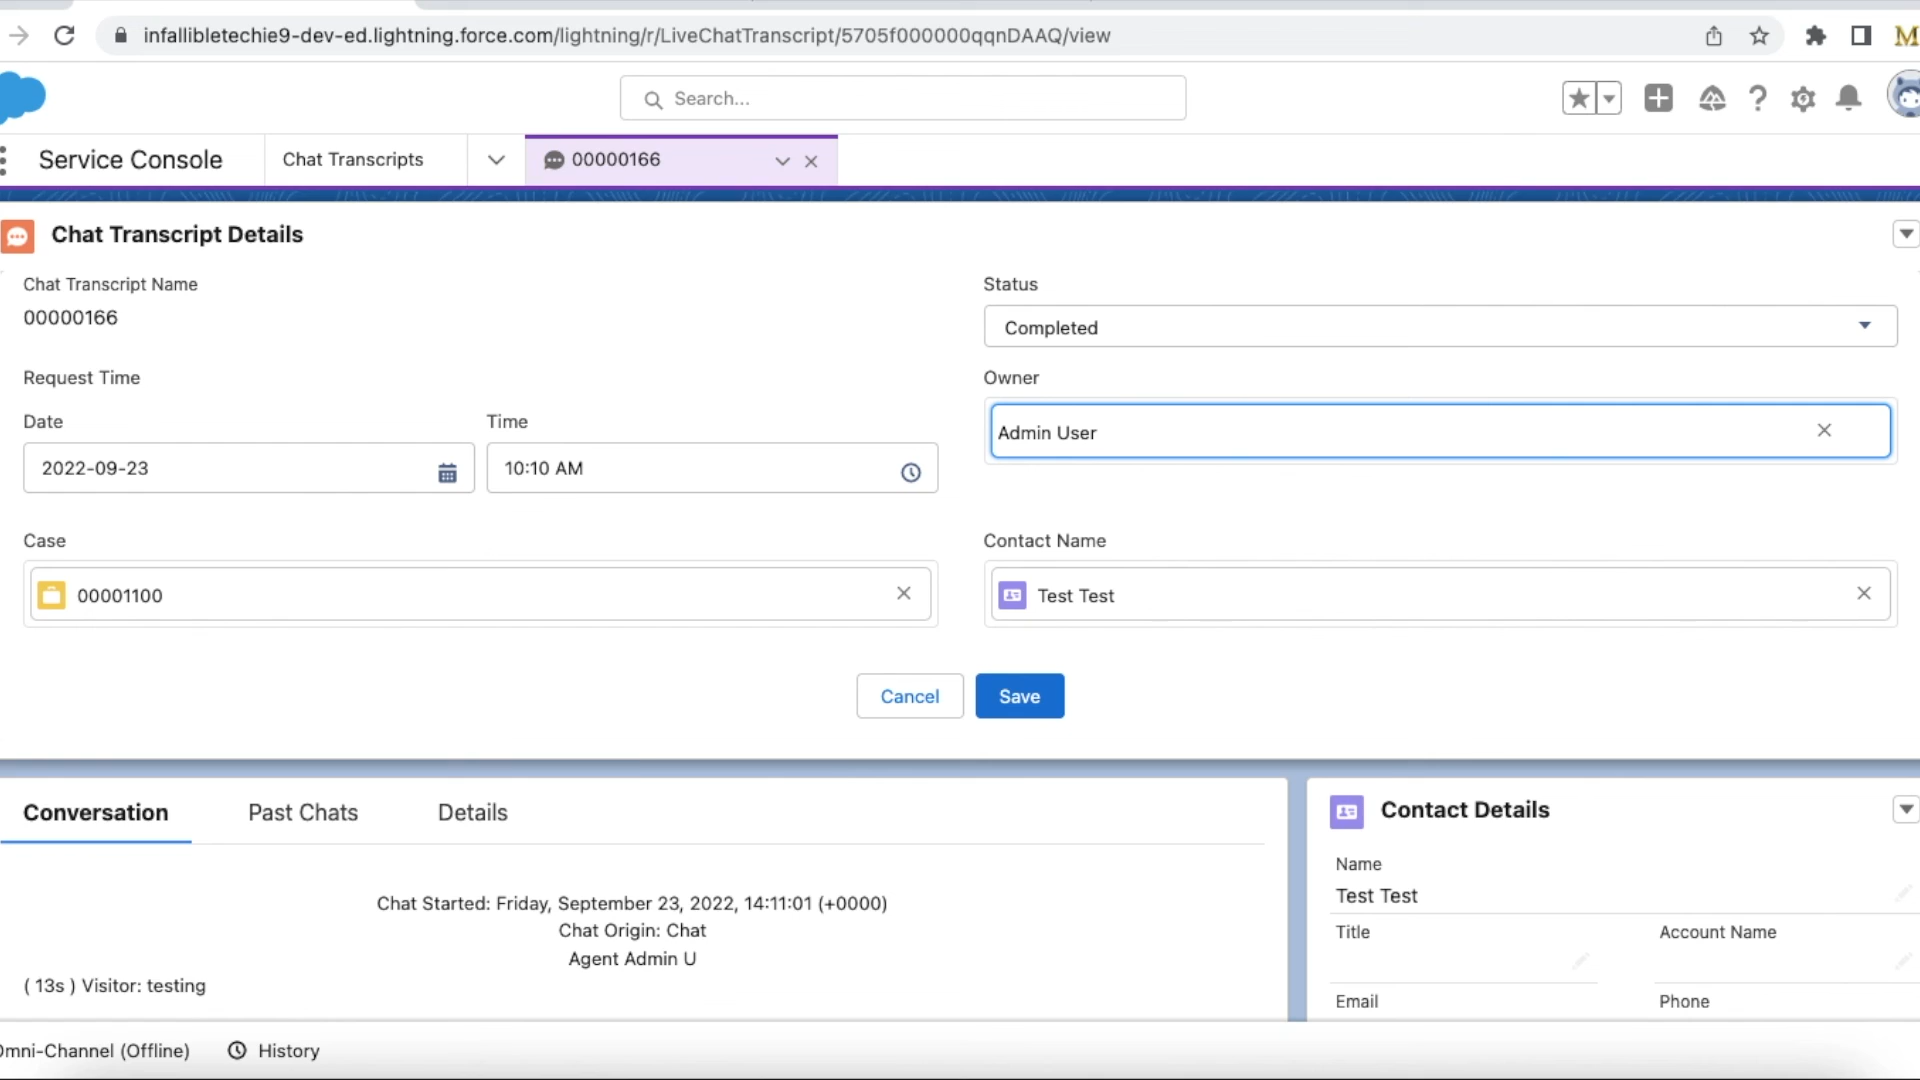 infallibletechie9-dev-ed.lightning.force.com/lightning/r/LiveChatTranscript/5705f000000qqnDAAQ/view
M
Search...
Service Console
Chat Transcripts
00000166
Chat Transcript Details
Chat Transcript Name
00000166
Status
Completed
Request Time
Owner
Date
Time
Admin User
2022-09-23
10:10 AM
Case
Contact Name
00001100
Test Test
Cancel
Save
Conversation
Past Chats
Details
Contact Details
Name
Test Test
Chat Started: Friday, September 23, 2022, 14:11:01 (+0000)
Chat Origin: Chat
Agent Admin U
( 13s ) Visitor: testing
Title
Account Name
Email
Phone
Omni-Channel (Offline)
History